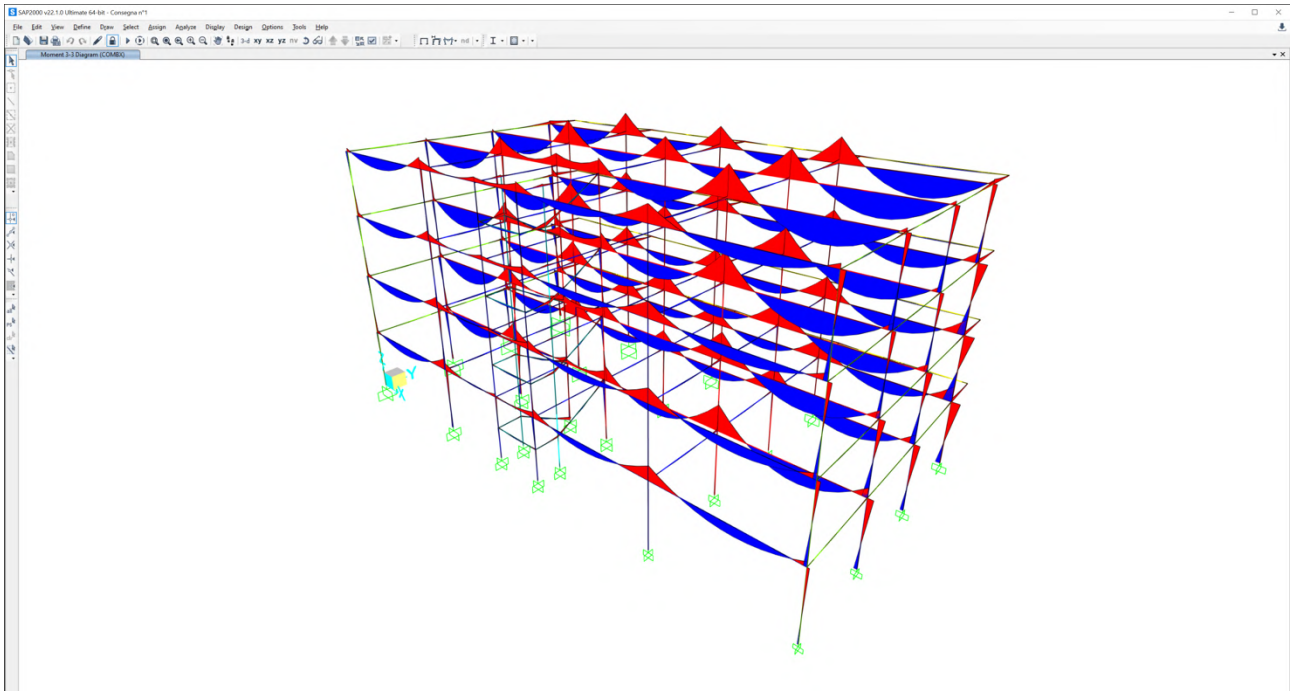 SAP2000 v22.1.0 Ultimate 64-bit - Consegna n°1
File Edit View Define Draw Select Assign Analyze Display Design Options Tools Help
3-d xy xz yz nv nd
Moment 3-3 Diagram (COMBX)
Z Y X